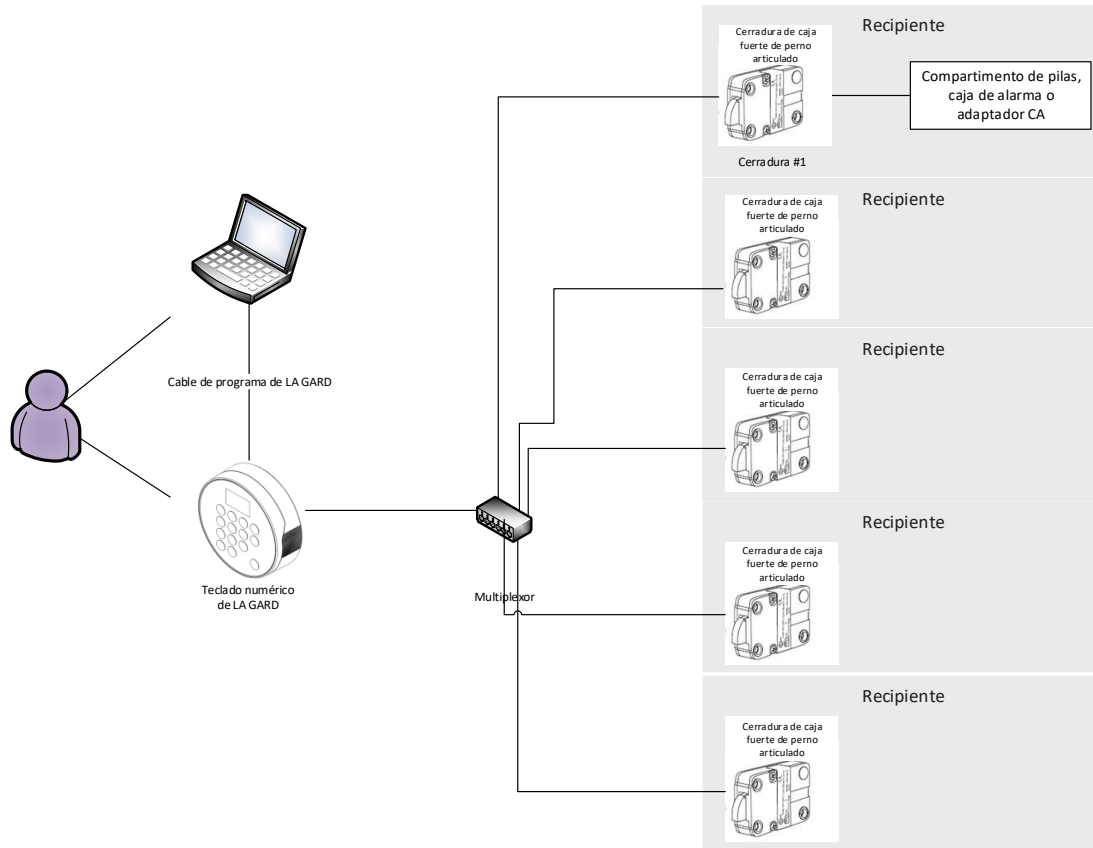 Recipiente
Cerradura de caja
fuerte de perno
articulado
Compartimento de pilas,
caja de alarma o
adaptador CA
Cerradura #1
Recipiente
Cerradura de caja
fuerte de perno
articulado
Recipiente
Cerradura de caja
fuerte de perno
articulado
Cable de programa de LA GARD
Teclado numérico
de LA GARD
Multiplexor
Recipiente
Cerradura de caja
fuerte de perno
articulado
Recipiente
Cerradura de caja
fuerte de perno
articulado